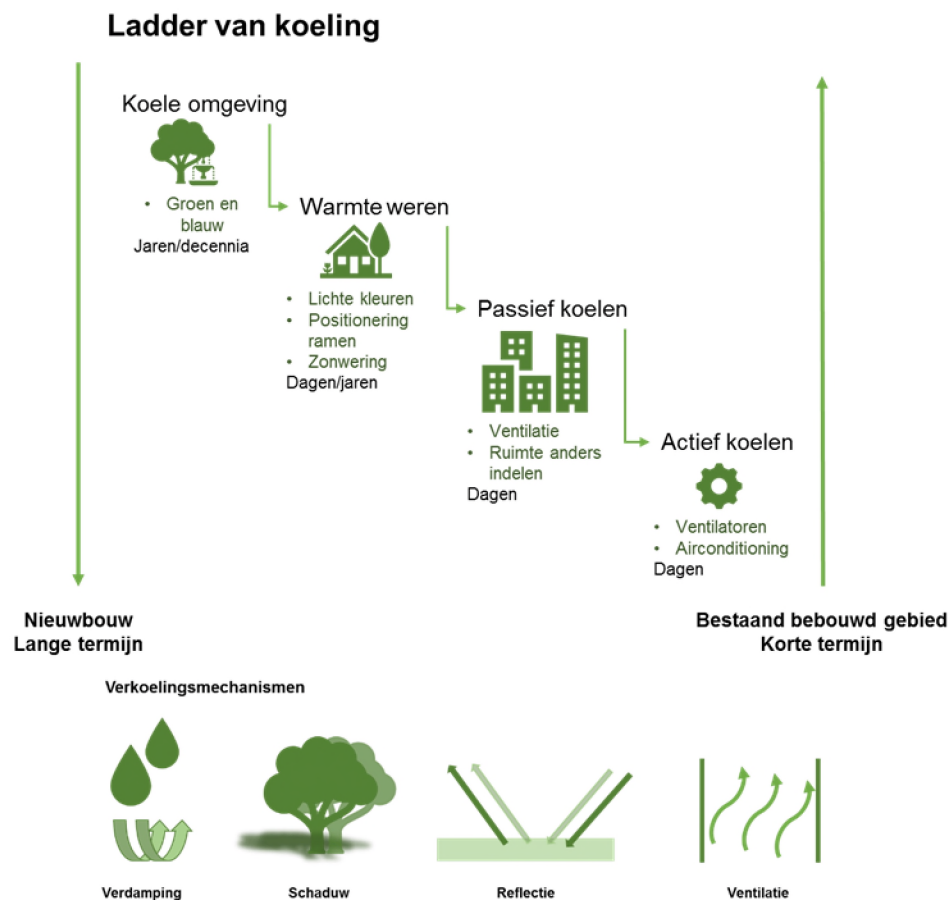 Ladder van koeling
Koele omgeving
• Groen en
blauw
Jaren/decennia
Warmte weren
• Lichte kleuren
• Positionering
ramen
• Zonwering
Dagen/jaren
Passief koelen
• Ventilatie
• Ruimte anders
indelen
Dagen
Actief koelen
• Ventilatoren
• Airconditioning
Dagen
Nieuwbouw
Lange termijn
Bestaand bebouwd gebied
Korte termijn
Verkoelingsmechanismen
Verdamping
Schaduw
Reflectie
Ventilatie